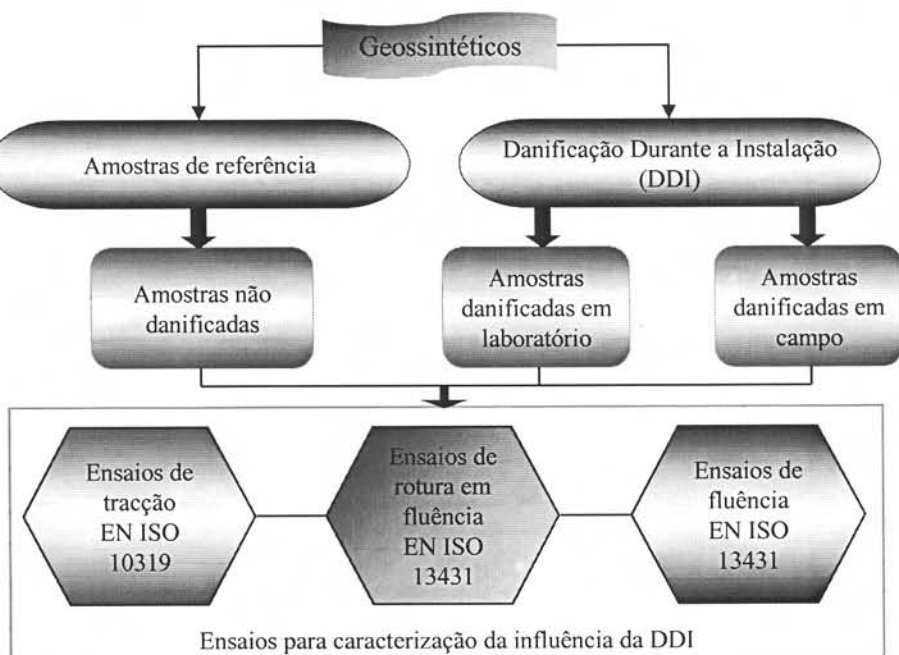 Geossintéticos
Amostras de referência
Danificação Durante a Instalação
(DDI)
Amostras não
danificadas
Amostras
danificadas em
laboratório
Amostras
danificadas em
campo
Ensaios de
tracção
EN ISO
10319
Ensaios de
rotura em
fluência
EN ISO
13431
Ensaios de
fluência
EN ISO
13431
Ensaios para caracterização da influência da DDI